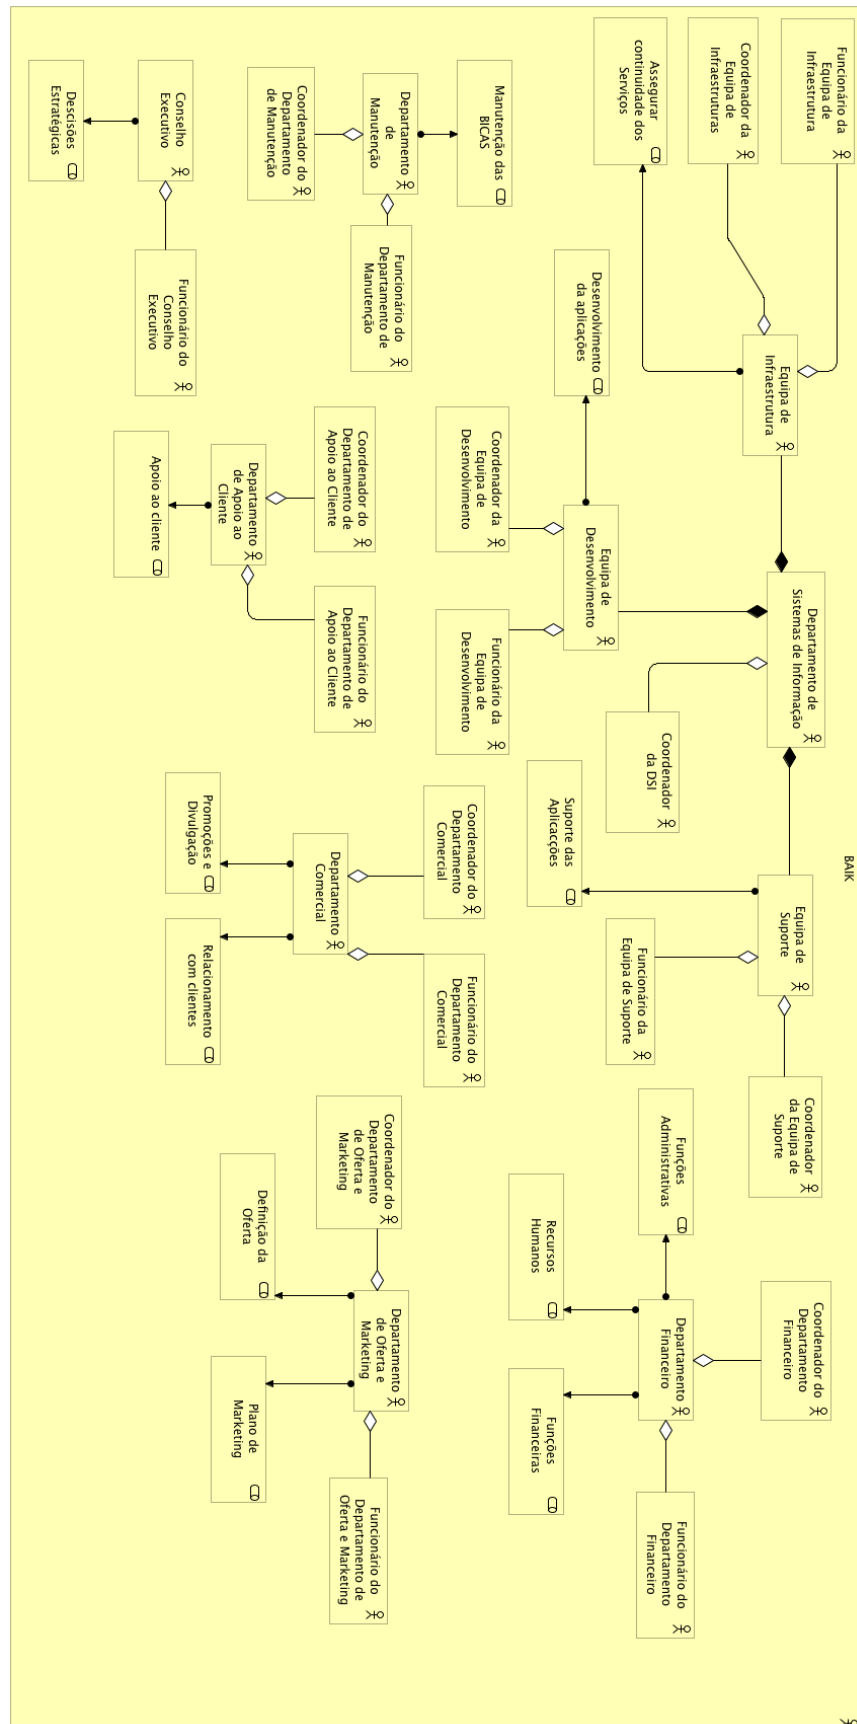 BAIK
Funcionário da
Equipa de
Infraestrutura
Coordenador da
Equipa de
Infraestruturas
Assegurar
continuidade dos
Serviços
Manutenção das
BICAS
Departamento
de
Manutenção
Coordenador do
Departamento
de Manutenção
Conselho
Executivo
Descisões
Estratégicas
Funcionário do
Departamento de
Manutenção
Funcionário do
Conselho
Executivo
Equipa de
Infraestrutura
Desenvolvimento
da aplicações
Coordenador da
Equipa de
Desenvolvimento
Coordenador do
Departamento de
Apoio ao Cliente
Departamento
de Apoio ao
Cliente
Apoio ao cliente
Equipa de
Desenvolvimento
Departamento de
Sistemas de Informação
Funcionário da
Equipa de
Desenvolvimento
Funcionário do
Departamento de
Apoio ao Cliente
Coordenador
da DSI
Suporte das
Aplicacções
Coordenador do
Departamento
Comercial
Promoções e
Divulgação
Departamento
Comercial
Equipa de
Suporte
Funcionário da
Equipa de Suporte
Funcionário do
Departamento
Comercial
Relacionamento
com clientes
Coordenador
da Equipa de
Suporte
Funções
Administrativas
Coordenador do
Departamento
de Oferta e
Marketing
Definição da
Oferta
Recursos
Humanos
Coordenador do
Departamento
Financeiro
Departamento
Financeiro
Departamento
de Oferta e
Marketing
Plano de
Marketing
Funções
Financeiras
Funcionário do
Departamento
Financeiro
Funcionário do
Departamento de
Oferta e Marketing